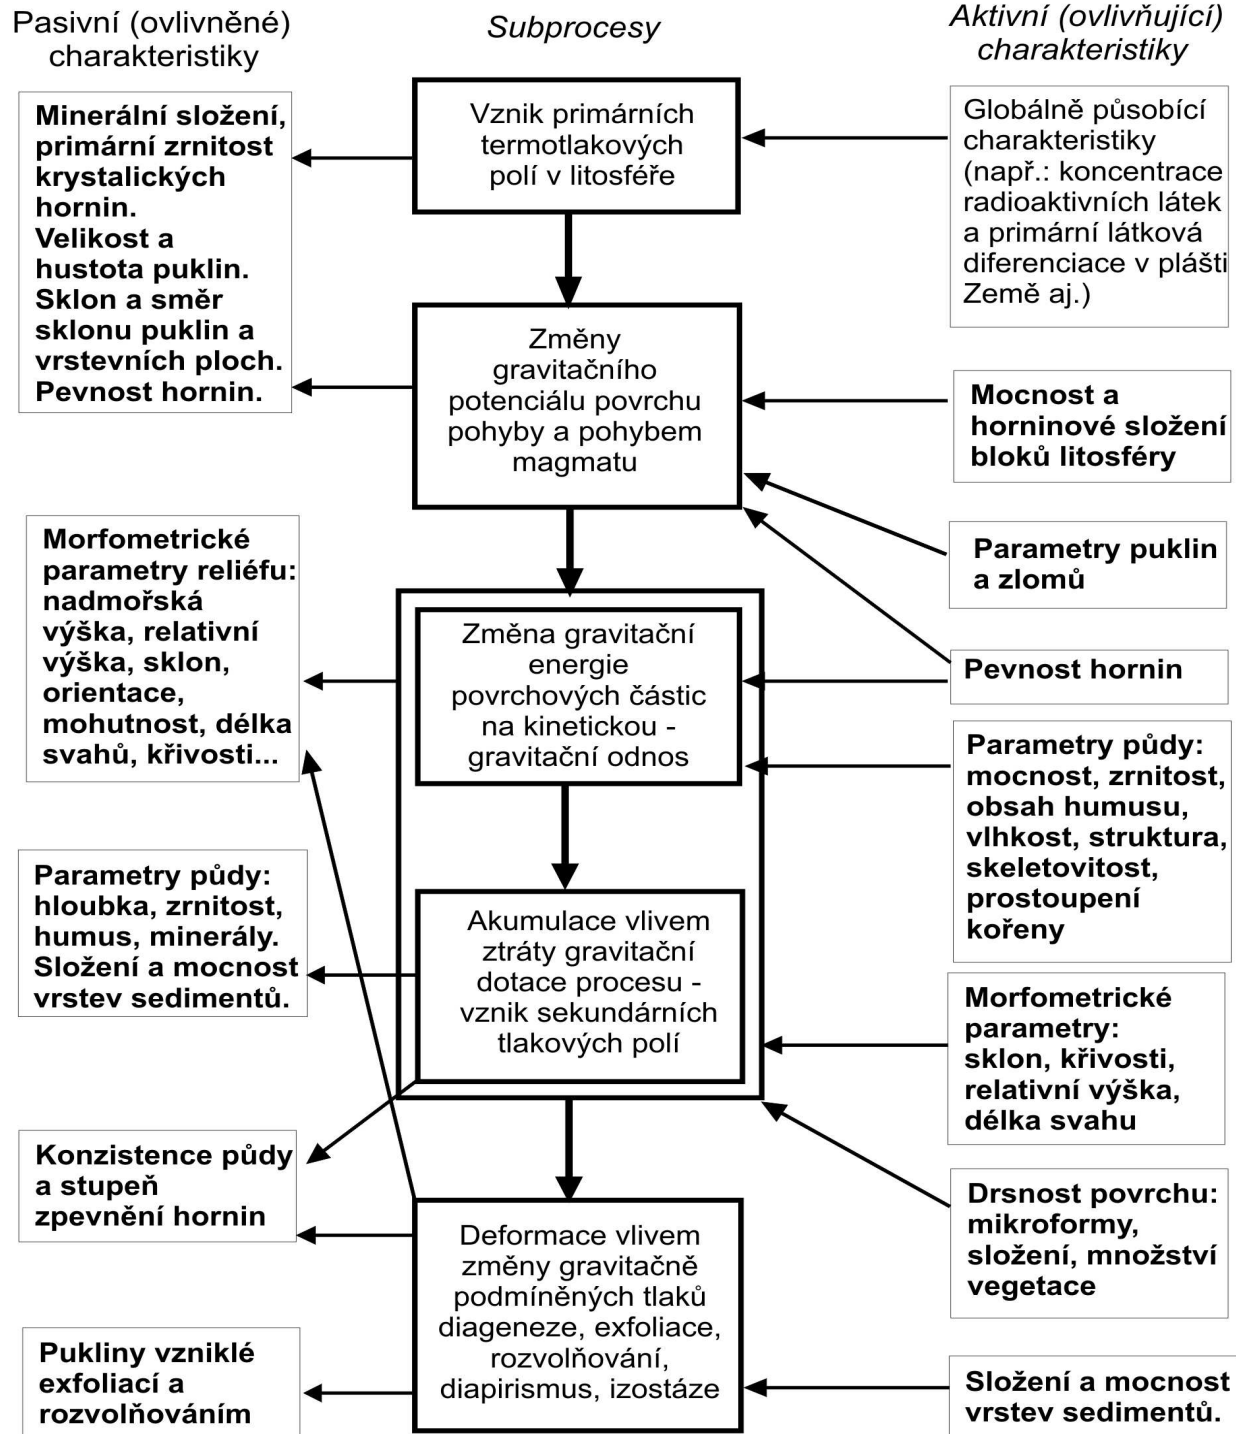 Pasivní (ovlivněné)
charakteristiky
Subprocesy
Aktivní (ovlivňující)
charakteristiky
Minerální složení,
primární zrnitost
krystalických
hornin.
Velikost a
hustota puklin.
Sklon a směr
sklonu puklin a
vrstevních ploch.
Pevnost hornin.
Vznik primárních
termotlakových
polí v litosféře
Globálně působící
charakteristiky
(např.: koncentrace
radioaktivních látek
a primární látková
diferenciace v plášti
Země aj.)
Změny
gravitačního
potenciálu povrchu
pohyby a pohybem
magmatu
Mocnost a
horninové složení
bloků litosféry
Parametry puklin
a zlomů
Morfometrické
parametry reliéfu:
nadmořská
výška, relativní
výška, sklon,
orientace,
mohutnost, délka
svahů, křivosti...
Změna gravitační
energie
povrchových částic
na kinetickou -
gravitační odnos
Pevnost hornin
Parametry půdy:
mocnost, zrnitost,
obsah humusu,
vlhkost, struktura,
skeletovitost,
prostoupení
kořeny
Parametry půdy:
hloubka, zrnitost,
humus, minerály.
Složení a mocnost
vrstev sedimentů.
Akumulace vlivem
ztráty gravitační
dotace procesu -
vznik sekundárních
tlakových polí
Morfometrické
parametry:
sklon, křivosti,
relativní výška,
délka svahu
Konzistence půdy
a stupeň
zpevnění hornin
Drsnost povrchu:
mikroformy,
složení, množství
vegetace
Deformace vlivem
změny gravitačně
podmíněných tlaků
diageneze, exfoliace,
rozvolňování,
diapirismus, izostáze
Pukliny vzniklé
exfoliací a
rozvolňováním
Složení a mocnost
vrstev sedimentů.